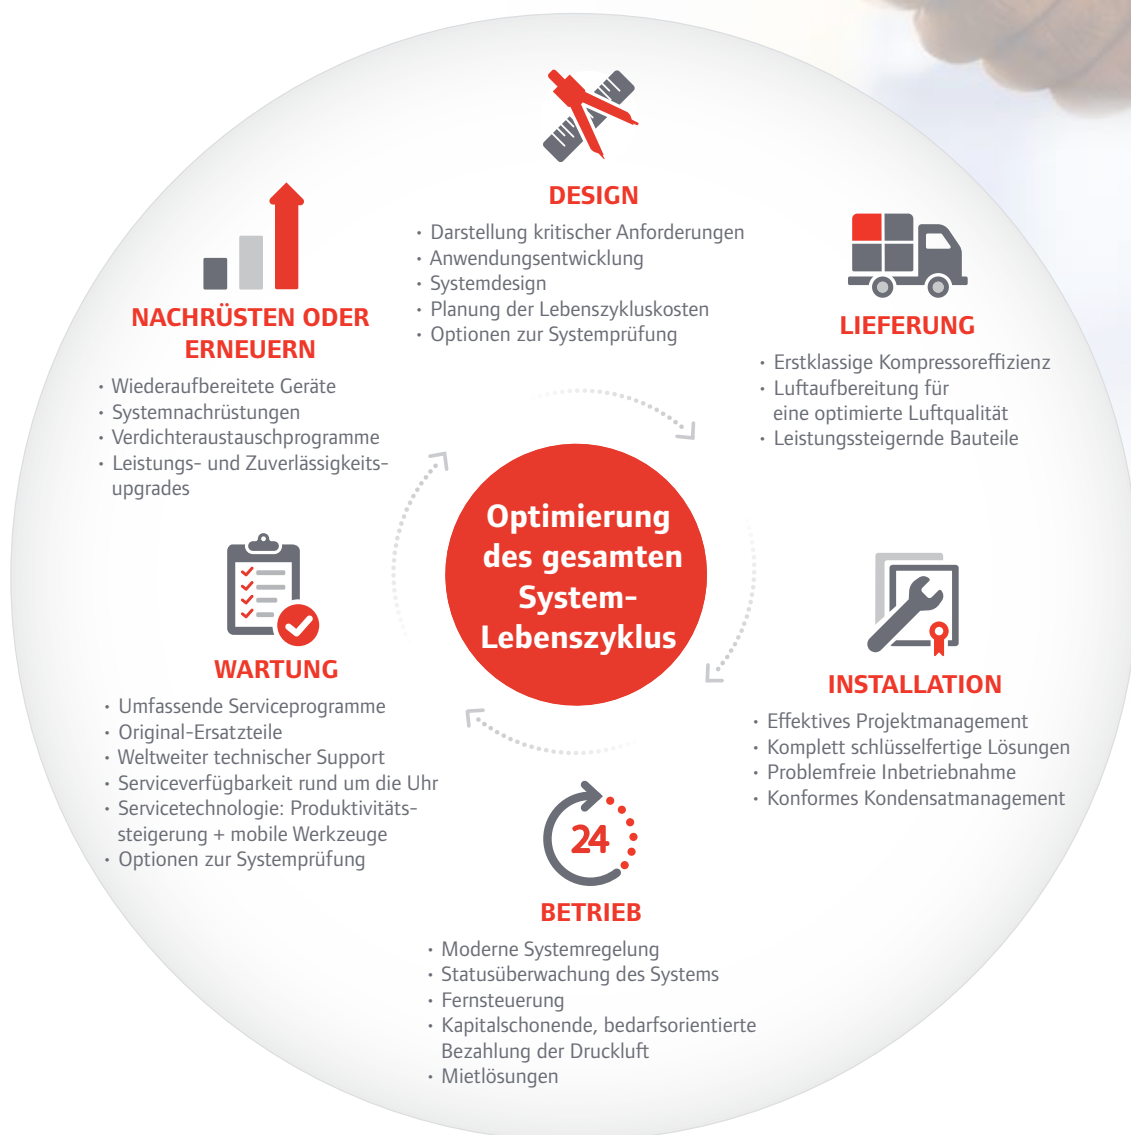 DESIGN
• Darstellung kritischer Anforderungen
• Anwendungsentwicklung
• Systemdesign
• Planung der Lebenszykluskosten
• Optionen zur Systemprüfung
LIEFERUNG
• Erstklassige Kompressoreffizienz
• Luftaufbereitung für
eine optimierte Luftqualität
• Leistungssteigernde Bauteile
INSTALLATION
• Effektives Projektmanagement
• Komplett schlüsselfertige Lösungen
• Problemfreie Inbetriebnahme
• Konformes Kondensatmanagement
24
BETRIEB
• Moderne Systemregelung
• Statusüberwachung des Systems
• Fernsteuerung
• Kapitalschonende, bedarfsorientierte
Bezahlung der Druckluft
• Mietlösungen
WARTUNG
• Umfassende Serviceprogramme
• Original-Ersatzteile
• Weltweiter technischer Support
• Serviceverfügbarkeit rund um die Uhr
• Servicetechnologie: Produktivitäts-
steigerung + mobile Werkzeuge
• Optionen zur Systemprüfung
NACHRÜSTEN ODER
ERNEUERN
• Wiederaufbereitete Geräte
• Systemnachrüstungen
• Verdichteraustauschprogramme
• Leistungs- und Zuverlässigkeits-
upgrades
Optimierung
des gesamten
System-
Lebenszyklus